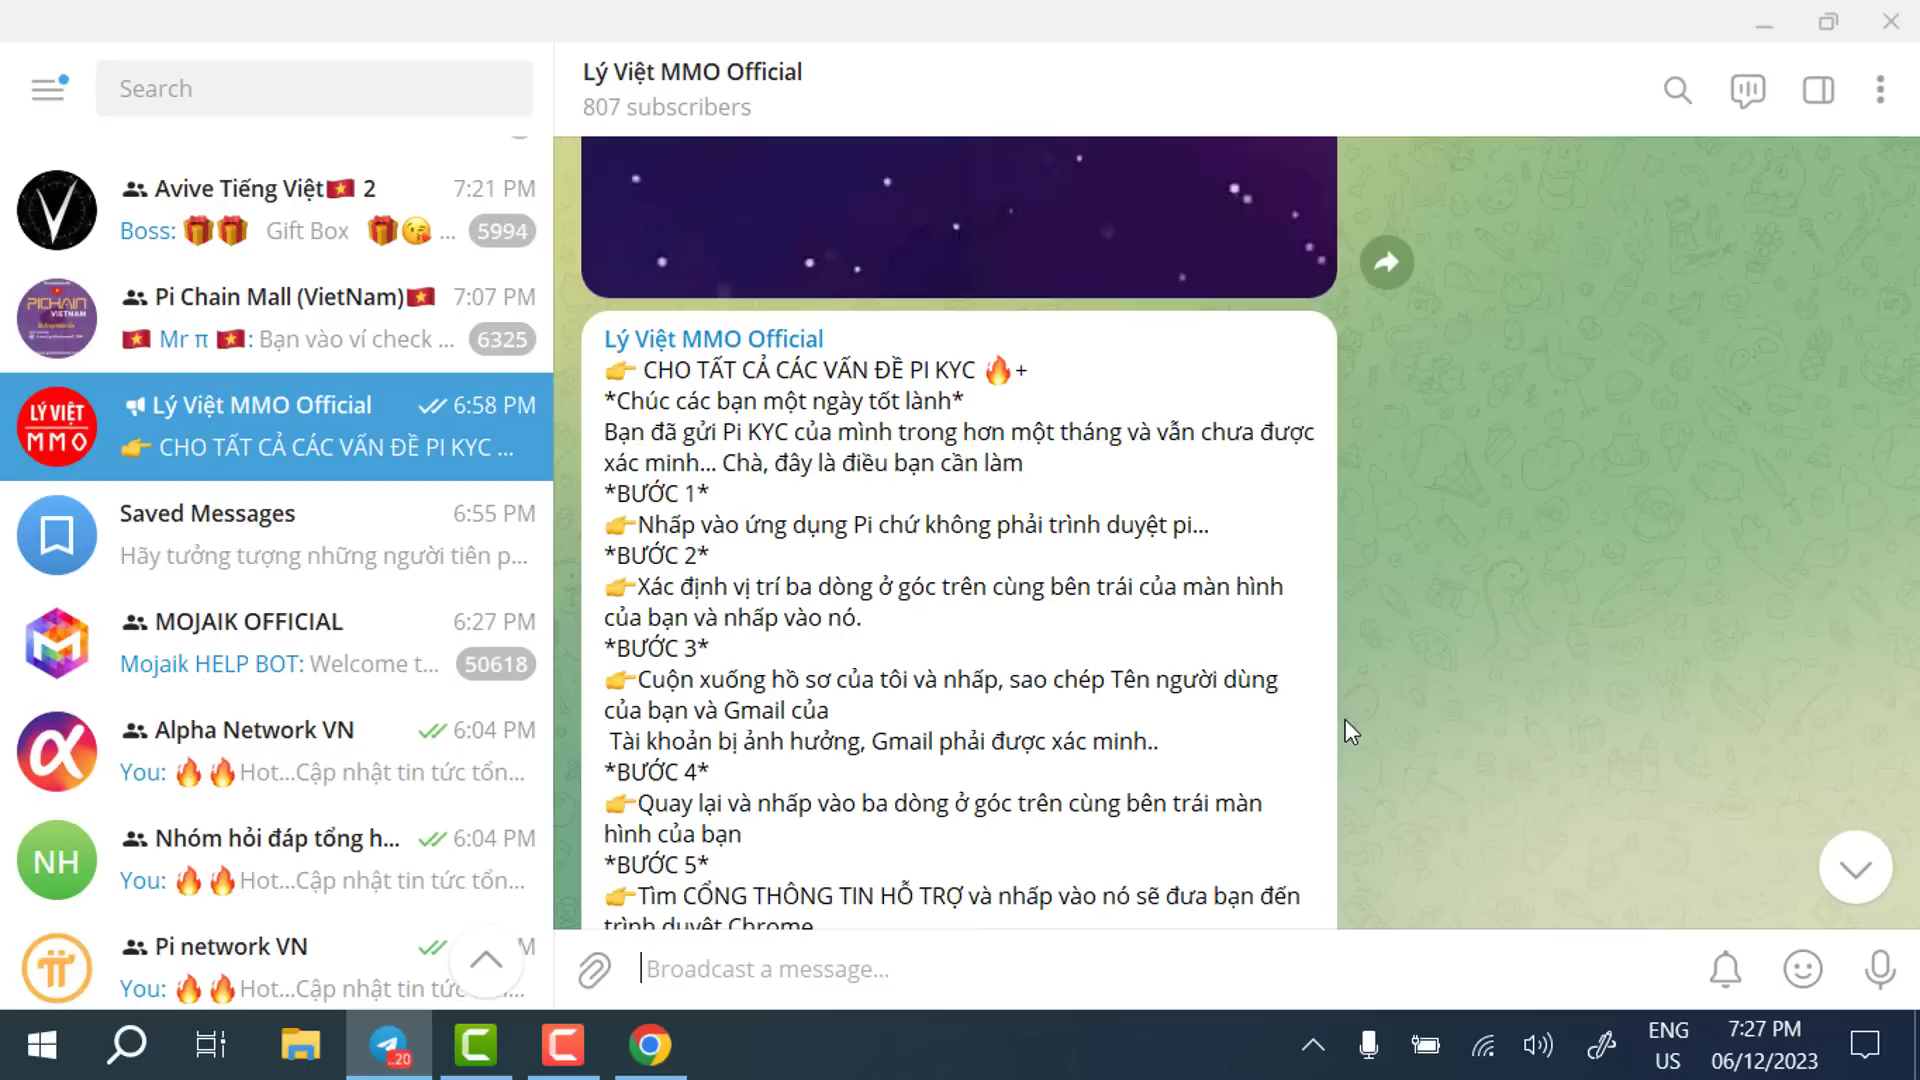 Search
Avive Tiếng Việt🇻🇳 2 7:21 PM
Boss: 🎁🎁 Gift Box 🎁😘 ... 5994
PICHAIN
VIETNAM
Pi Chain Mall (VietNam)🇻🇳 7:07 PM
🇻🇳 Mr π 🇻🇳: Bạn vào ví check ... 6325
LÝ VIỆT
MMO
Lý Việt MMO Official 6:58 PM
👉 CHO TẤT CẢ CÁC VẤN ĐỀ PI KYC ...
Saved Messages 6:55 PM
Hãy tưởng tượng những người tiên p...
MOJAIK OFFICIAL 6:27 PM
Mojaik HELP BOT: Welcome t... 50618
Alpha Network VN 6:04 PM
You: 🔥🔥Hot...Cập nhật tin tức tổn...
NH
Nhóm hỏi đáp tổng h... 6:04 PM
You: 🔥🔥Hot...Cập nhật tin tức tổn...
Pi network VN M
You: 🔥🔥Hot...Cập nhật tin tức
Lý Việt MMO Official
807 subscribers
Lý Việt MMO Official
👉 CHO TẤT CẢ CÁC VẤN ĐỀ PI KYC 🔥+
*Chúc các bạn một ngày tốt lành*
Bạn đã gửi Pi KYC của mình trong hơn một tháng và vẫn chưa được
xác minh... Chà, đây là điều bạn cần làm
*BƯỚC 1*
👉Nhấp vào ứng dụng Pi chứ không phải trình duyệt pi...
*BƯỚC 2*
👉Xác định vị trí ba dòng ở góc trên cùng bên trái của màn hình
của bạn và nhấp vào nó.
*BƯỚC 3*
👉Cuộn xuống hồ sơ của tôi và nhấp, sao chép Tên người dùng
của bạn và Gmail của
Tài khoản bị ảnh hưởng, Gmail phải được xác minh..
*BƯỚC 4*
👉Quay lại và nhấp vào ba dòng ở góc trên cùng bên trái màn
hình của bạn
*BƯỚC 5*
👉Tìm CỔNG THÔNG TIN HỖ TRỢ và nhấp vào nó sẽ đưa bạn đến
trình duyệt Chrome
Broadcast a message...
..20
ENG
US
7:27 PM
06/12/2023